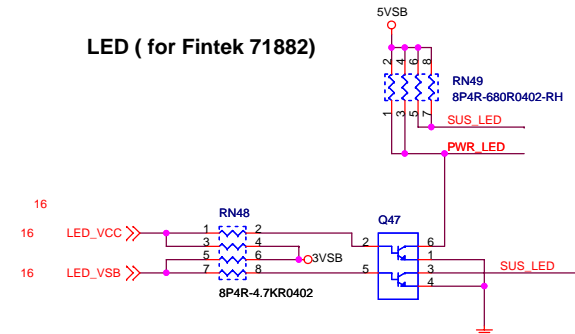 5VSB
LED ( for Fintek 71882)
2 4 6 8
RN49
8P4R-680R0402-RH
1 3 5 7
SUS_LED
PWR_LED
16
RN48
Q47
16 LED_VCC 1 2
2 6
3 4
1
5 6 3VSB
16 LED_VSB 7 8
5 3 SUS_LED
4
8P4R-4.7KR0402